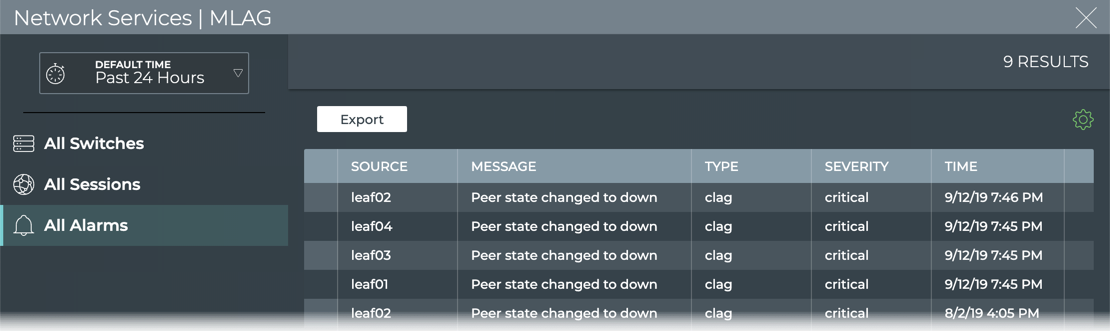 Network Services | MLAG
DEFAULT TIME
Past 24 Hours
9 RESULTS
All Switches
All Sessions
All Alarms
Export
SOURCE MESSAGE TYPE SEVERITY TIME
leaf02 Peer state changed to down clag critical 9/12/19 7:46 PM
leaf04 Peer state changed to down clag critical 9/12/19 7:45 PM
leaf03 Peer state changed to down clag critical 9/12/19 7:45 PM
leaf01 Peer state changed to down clag critical 9/12/19 7:45 PM
leaf02 Peer state changed to down clag critical 8/2/19 4:05 PM